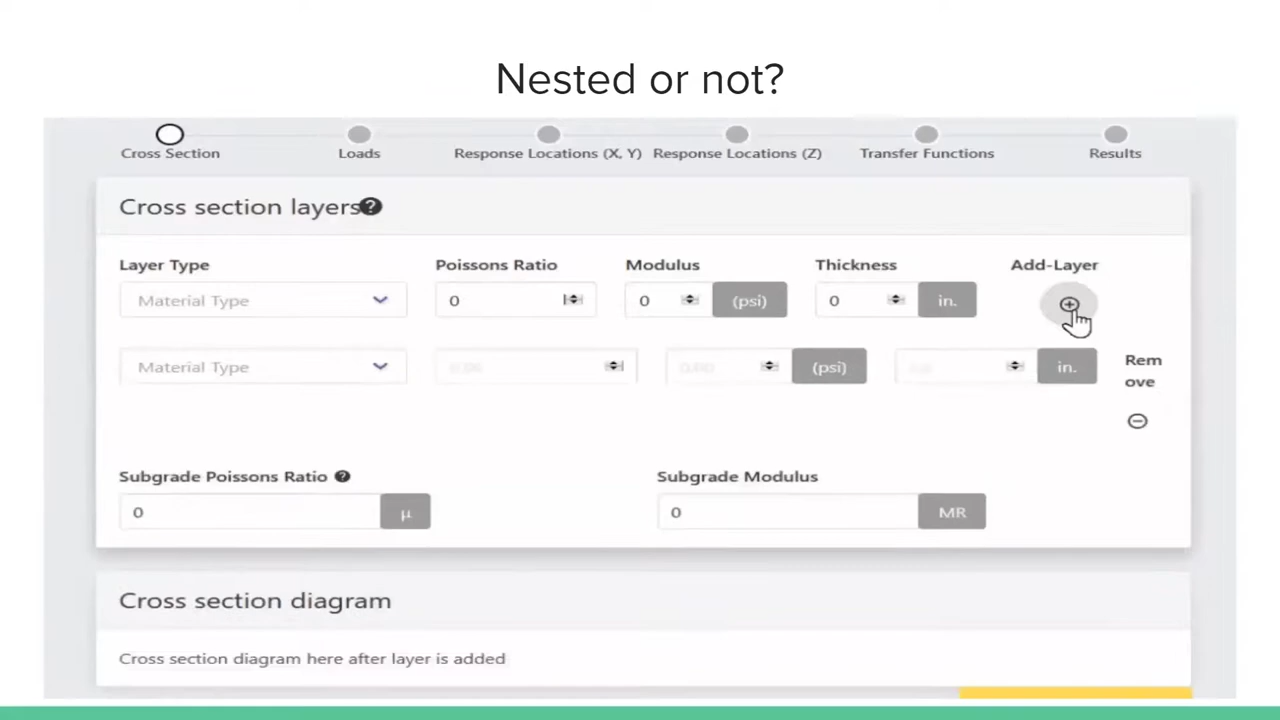 Nested or not?
Cross Section Loads Response Locations (X, Y) Response Locations (Z) Transfer Functions Results
Cross section layers?
Layer Type Poissons Ratio Modulus Thickness Add-Layer
Material Type 0 0 (psi) 0 in.
Material Type (psi) in. Rem
ove
Subgrade Poissons Ratio ? Subgrade Modulus
0 μ 0 MR
Cross section diagram
Cross section diagram here after layer is added